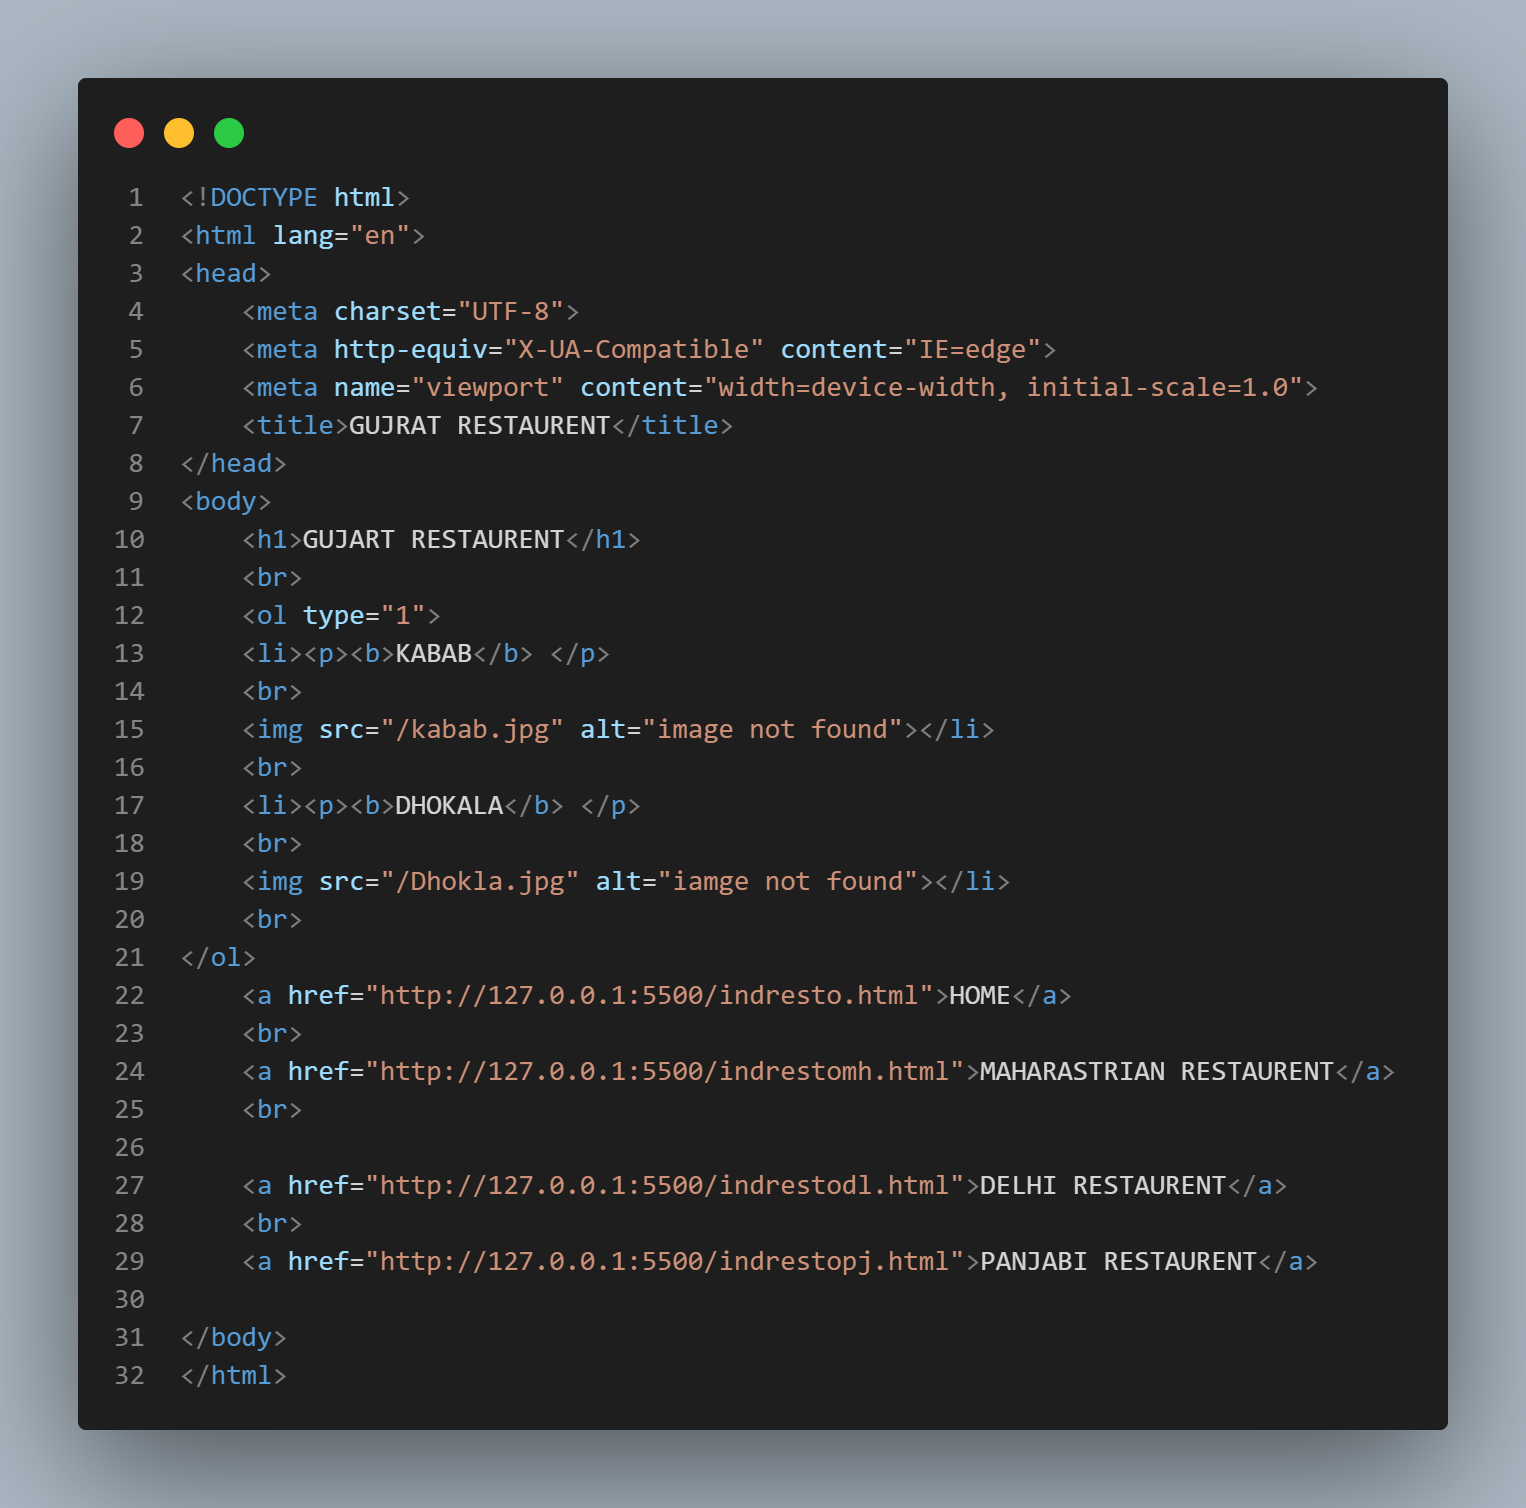 1 <!DOCTYPE html>
2 <html lang="en">
3 <head>
4     <meta charset="UTF-8">
5     <meta http-equiv="X-UA-Compatible" content="IE=edge">
6     <meta name="viewport" content="width=device-width, initial-scale=1.0">
7     <title>GUJRAT RESTAURENT</title>
8 </head>
9 <body>
10     <h1>GUJART RESTAURENT</h1>
11     <br>
12     <ol type="1">
13     <li><p><b>KABAB</b> </p>
14     <br>
15     <img src="/kabab.jpg" alt="image not found"></li>
16     <br>
17     <li><p><b>DHOKALA</b> </p>
18     <br>
19     <img src="/Dhokla.jpg" alt="iamge not found"></li>
20     <br>
21 </ol>
22     <a href="http://127.0.0.1:5500/indresto.html">HOME</a>
23     <br>
24     <a href="http://127.0.0.1:5500/indrestomh.html">MAHARASTRIAN RESTAURENT</a>
25     <br>
26
27     <a href="http://127.0.0.1:5500/indrestodl.html">DELHI RESTAURENT</a>
28     <br>
29     <a href="http://127.0.0.1:5500/indrestopj.html">PANJABI RESTAURENT</a>
30
31 </body>
32 </html>